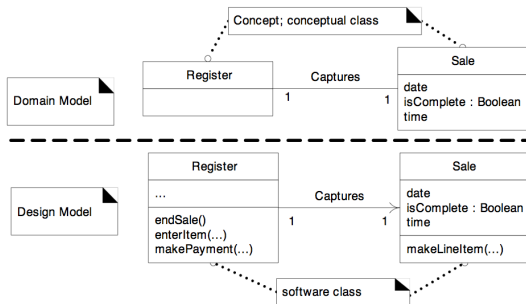 Concept; conceptual class
Domain Model
Register
Captures
1
1
Sale
date
isComplete : Boolean
time
Design Model
Register
...
endSale()
enterItem(...)
makePayment(...)
Captures
1
1
Sale
date
isComplete : Boolean
time
makeLineItem(...)
software class